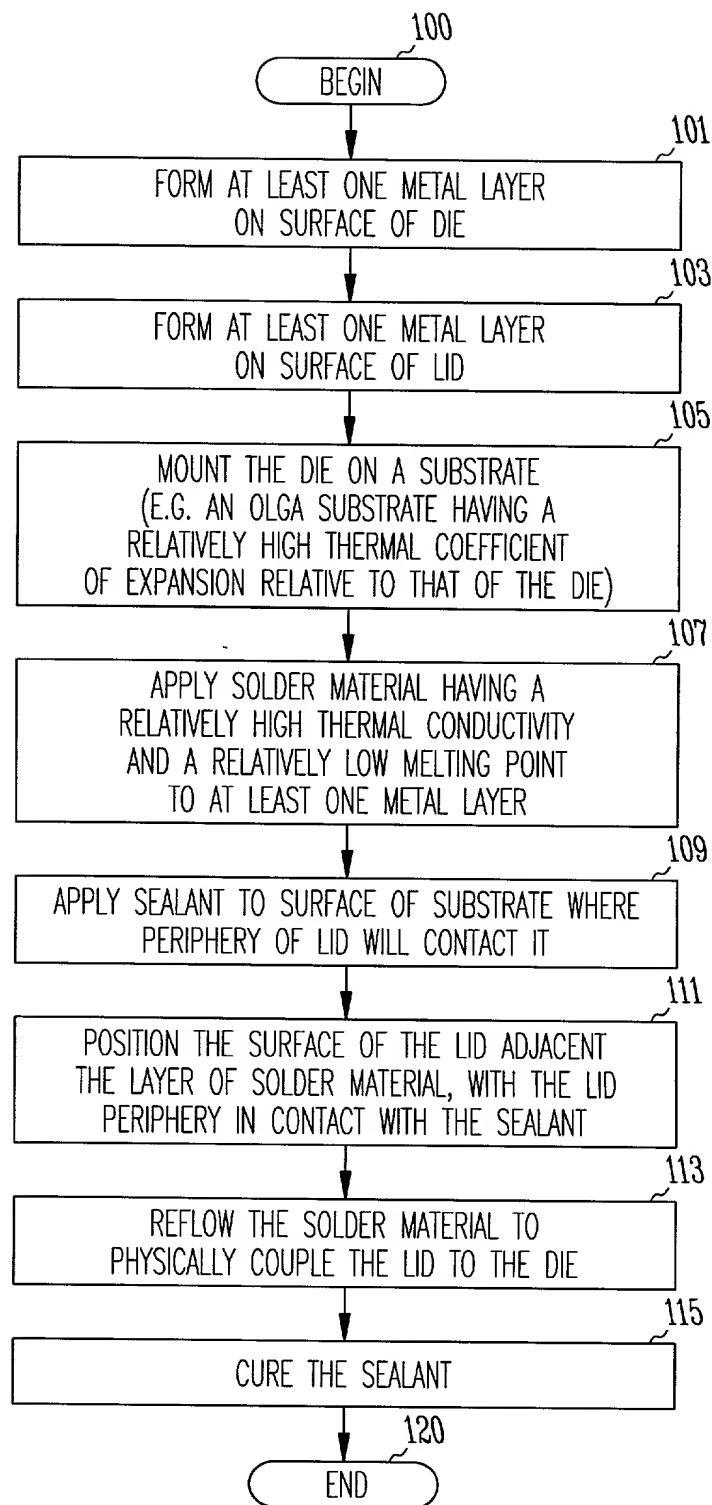 100
BEGIN
101
FORM AT LEAST ONE METAL LAYER
ON SURFACE OF DIE
103
FORM AT LEAST ONE METAL LAYER
ON SURFACE OF LID
105
MOUNT THE DIE ON A SUBSTRATE
(E.G. AN OLGA SUBSTRATE HAVING A
RELATIVELY HIGH THERMAL COEFFICIENT
OF EXPANSION RELATIVE TO THAT OF THE DIE)
107
APPLY SOLDER MATERIAL HAVING A
RELATIVELY HIGH THERMAL CONDUCTIVITY
AND A RELATIVELY LOW MELTING POINT
TO AT LEAST ONE METAL LAYER
109
APPLY SEALANT TO SURFACE OF SUBSTRATE WHERE
PERIPHERY OF LID WILL CONTACT IT
111
POSITION THE SURFACE OF THE LID ADJACENT
THE LAYER OF SOLDER MATERIAL, WITH THE LID
PERIPHERY IN CONTACT WITH THE SEALANT
113
REFLOW THE SOLDER MATERIAL TO
PHYSICALLY COUPLE THE LID TO THE DIE
115
CURE THE SEALANT
120
END